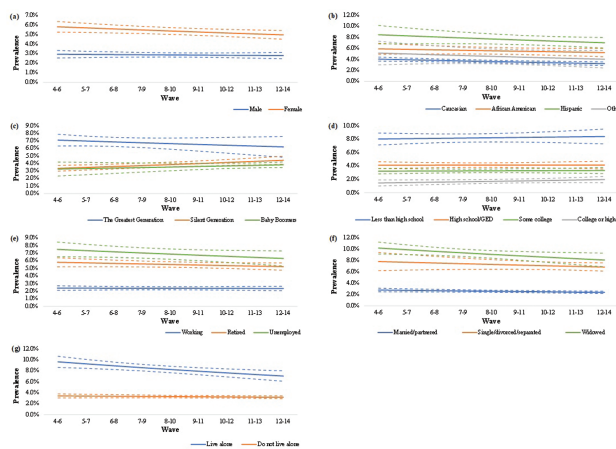 (a)
7.0%
6.0%
5.0%
4.0%
3.0%
2.0%
1.0%
0.0%
Prevalence
4-6 5-7 6-8 7-9 8-10 9-11 10-12 11-13 12-14
Wave
Male Female
(b)
12.0%
10.0%
8.0%
6.0%
4.0%
2.0%
0.0%
Prevalence
4-6 5-7 6-8 7-9 8-10 9-11 10-12 11-13 12-14
Wave
Caucasian African American Hispanic Oth
(c)
9.0%
8.0%
7.0%
6.0%
5.0%
4.0%
3.0%
2.0%
1.0%
0.0%
Prevalence
4-6 5-7 6-8 7-9 8-10 9-11 10-12 11-13 12-14
Wave
The Greatest Generation Silent Generation Baby Boomers
(d)
10.0%
8.0%
6.0%
4.0%
2.0%
0.0%
Prevalence
4-6 5-7 6-8 7-9 8-10 9-11 10-12 11-13 12-14
Wave
Less than high school High school/GED Some college College or high
(e)
9.0%
8.0%
7.0%
6.0%
5.0%
4.0%
3.0%
2.0%
1.0%
0.0%
Prevalence
4-6 5-7 6-8 7-9 8-10 9-11 10-12 11-13 12-14
Wave
Working Retired Unemployed
(f)
12.0%
10.0%
8.0%
6.0%
4.0%
2.0%
0.0%
Prevalence
4-6 5-7 6-8 7-9 8-10 9-11 10-12 11-13 12-14
Wave
Married/partnered Single/divorced/separated Widowed
(g)
12.0%
10.0%
8.0%
6.0%
4.0%
2.0%
0.0%
Prevalence
4-6 5-7 6-8 7-9 8-10 9-11 10-12 11-13 12-14
Wave
Live alone Do not live alone